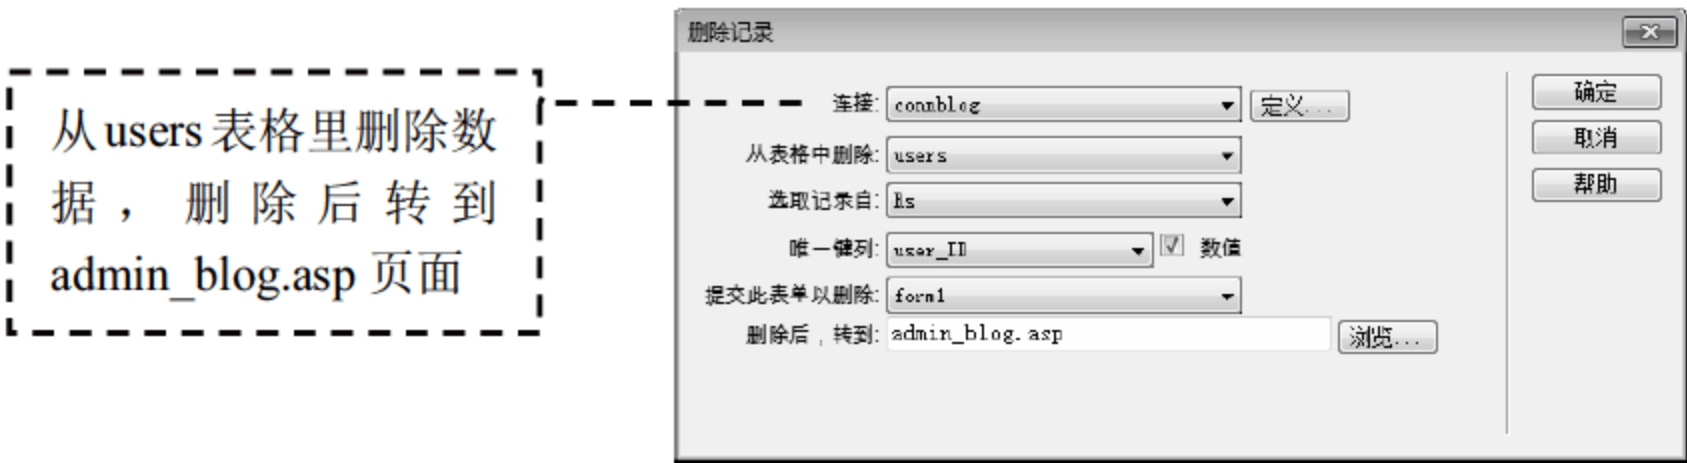 从users表格里删除数
据，删除后转到
admin_blog.asp 页面
删除记录
连接: connblog 定义...
从表格中删除: users
选取记录自: Rs
唯一键列: user_ID 数值
提交此表单以删除: form1
删除后，转到: admin_blog.asp 浏览...
确定
取消
帮助